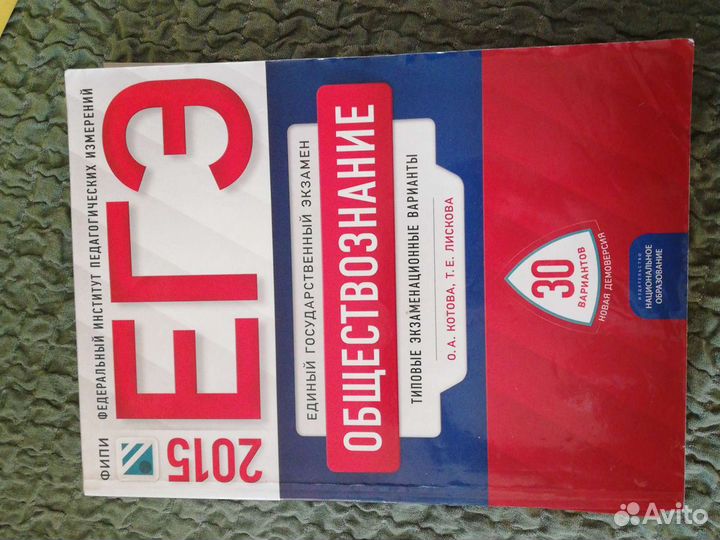 ФИПИ ФЕДЕРАЛЬНЫЙ ИНСТИТУТ ПЕДАГОГИЧЕСКИХ ИЗМЕРЕНИЙ
ЕГЭ
2015
ЕДИНЫЙ ГОСУДАРСТВЕННЫЙ ЭКЗАМЕН
ОБЩЕСТВОЗНАНИЕ
ТИПОВЫЕ ЭКЗАМЕНАЦИОННЫЕ ВАРИАНТЫ
О.А. КОТОВА, Т.Е. ЛИСКОВА
30
ВАРИАНТОВ
НОВАЯ ДЕМОВЕРСИЯ
ИЗДАТЕЛЬСТВО
НАЦИОНАЛЬНОЕ
ОБРАЗОВАНИЕ
Avito